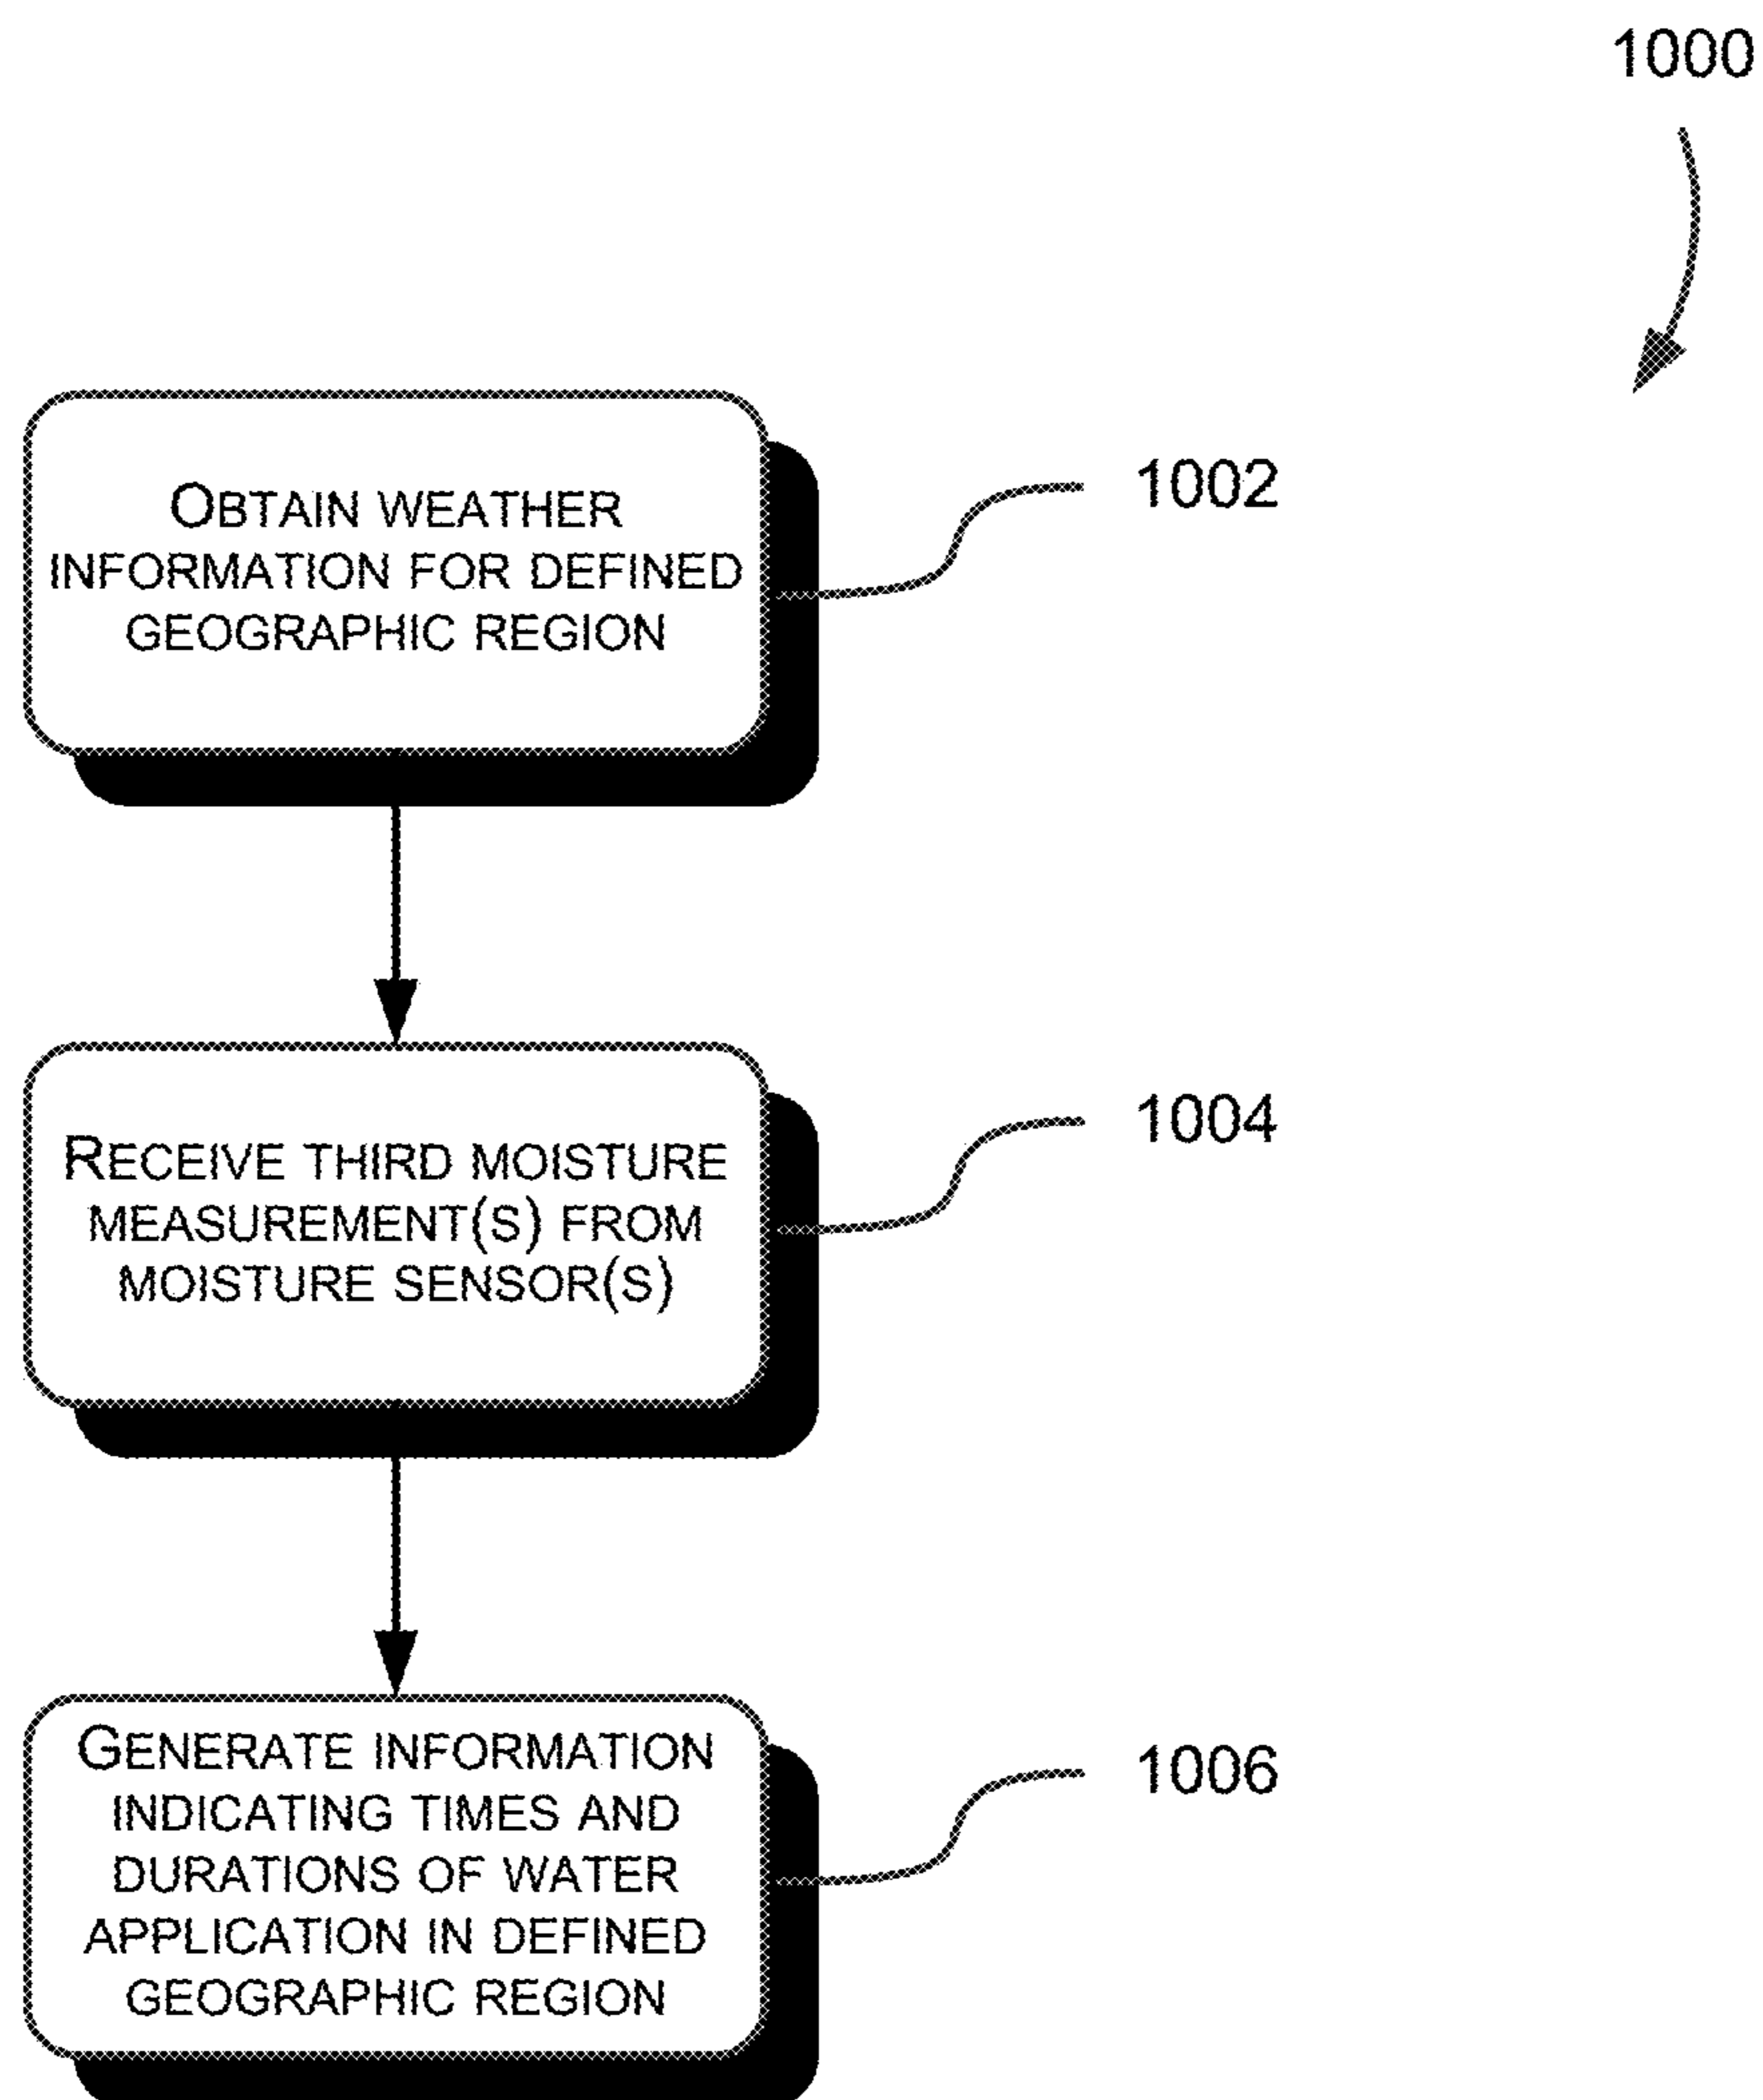 1000
OBTAIN WEATHER
INFORMATION FOR DEFINED
GEOGRAPHIC REGION
1002
RECEIVE THIRD MOISTURE
MEASUREMENT(S) FROM
MOISTURE SENSOR(S)
1004
GENERATE INFORMATION
INDICATING TIMES AND
DURATIONS OF WATER
APPLICATION IN DEFINED
GEOGRAPHIC REGION
1006